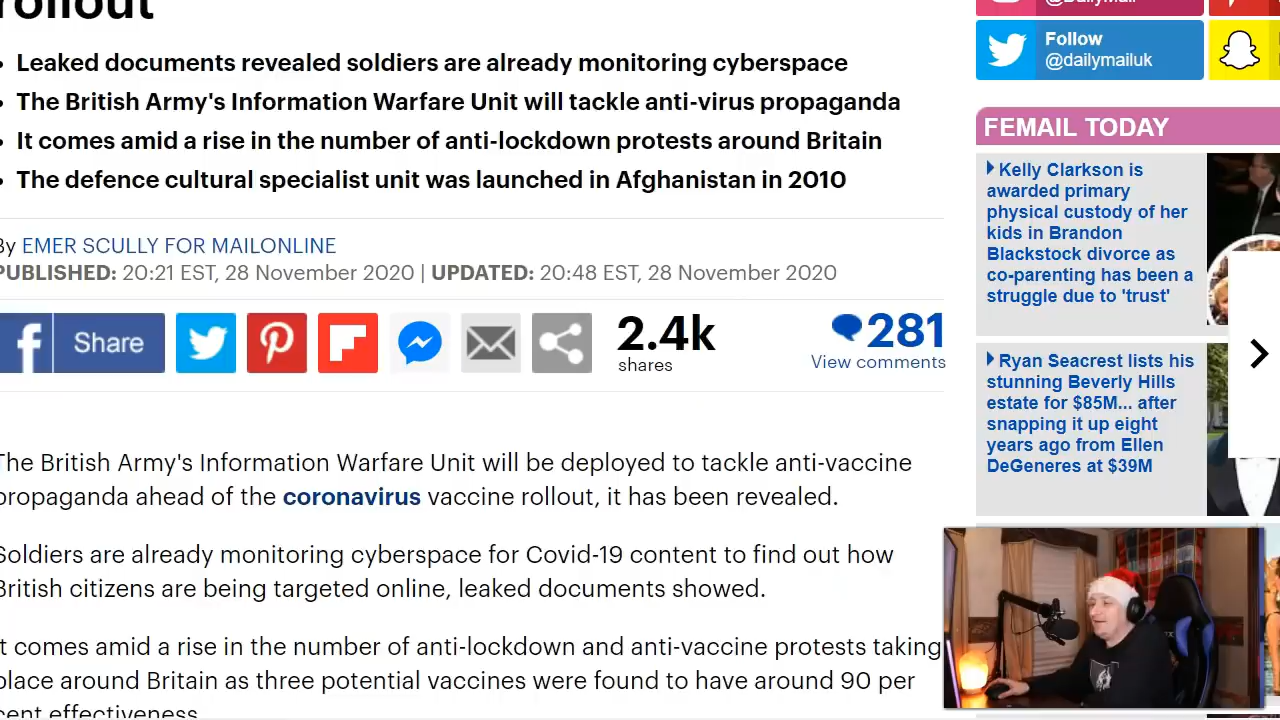 rollout
Leaked documents revealed soldiers are already monitoring cyberspace
The British Army's Information Warfare Unit will tackle anti-virus propaganda
It comes amid a rise in the number of anti-lockdown protests around Britain
The defence cultural specialist unit was launched in Afghanistan in 2010
By EMER SCULLY FOR MAILONLINE
PUBLISHED: 20:21 EST, 28 November 2020 | UPDATED: 20:48 EST, 28 November 2020
Share
2.4k
shares
281
View comments
The British Army's Information Warfare Unit will be deployed to tackle anti-vaccine
propaganda ahead of the coronavirus vaccine rollout, it has been revealed.
Soldiers are already monitoring cyberspace for Covid-19 content to find out how
British citizens are being targeted online, leaked documents showed.
It comes amid a rise in the number of anti-lockdown and anti-vaccine protests taking
place around Britain as three potential vaccines were found to have around 90 per
cent effectiveness
@DailyMail
Follow
@dailymailuk
FEMAIL TODAY
Kelly Clarkson is
awarded primary
physical custody of her
kids in Brandon
Blackstock divorce as
co-parenting has been a
struggle due to 'trust'
Ryan Seacrest lists his
stunning Beverly Hills
estate for $85M... after
snapping it up eight
years ago from Ellen
DeGeneres at $39M